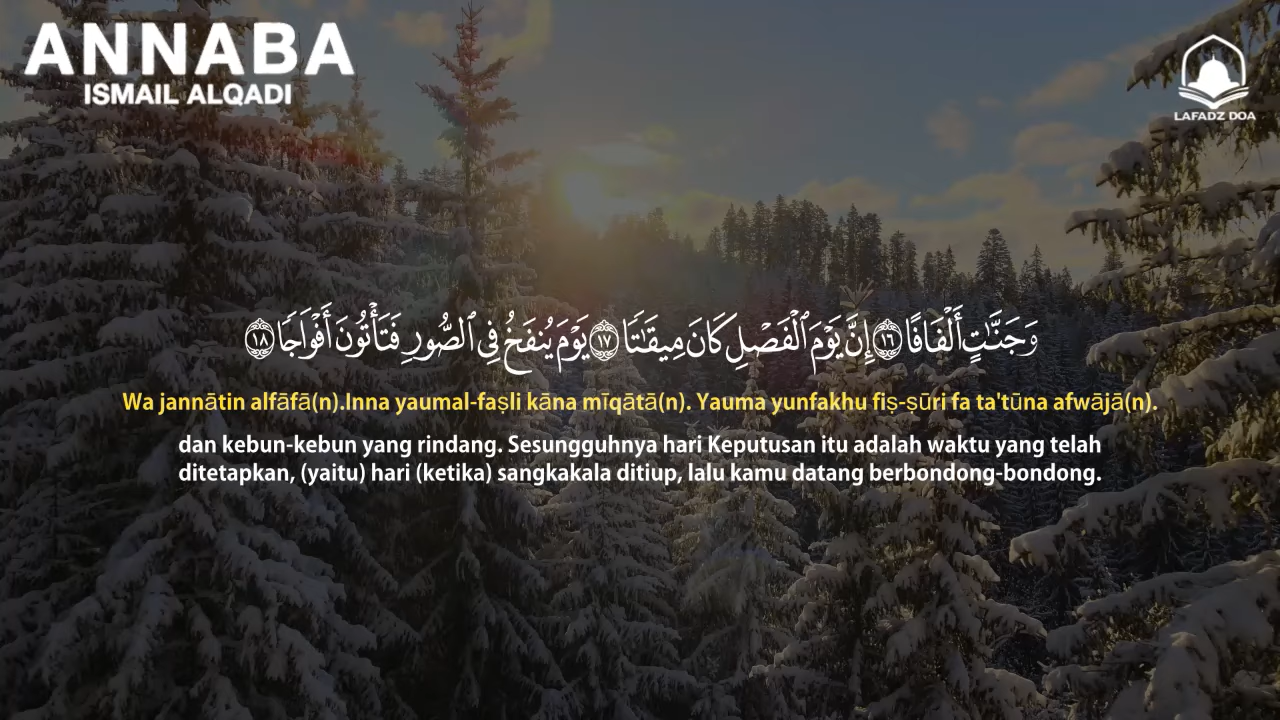 ANNABA
ISMAIL ALQADI
LAFADZ DOA
وَجَنَّـٰتٍ أَلْفَافًا ١٦ إِنَّ يَوْمَ ٱلْفَصْلِ كَانَ مِيقَـٰتًا ١٧ يَوْمَ يُنفَخُ فِى ٱلصُّورِ فَتَأْتُونَ أَفْوَاجًا ١٨
Wa jannātin alfāfā(n).Inna yaumal-faṣli kāna mīqātā(n). Yauma yunfakhu fiṣ-ṣūri fa ta'tūna afwājā(n).
dan kebun-kebun yang rindang. Sesungguhnya hari Keputusan itu adalah waktu yang telah
ditetapkan, (yaitu) hari (ketika) sangkakala ditiup, lalu kamu datang berbondong-bondong.